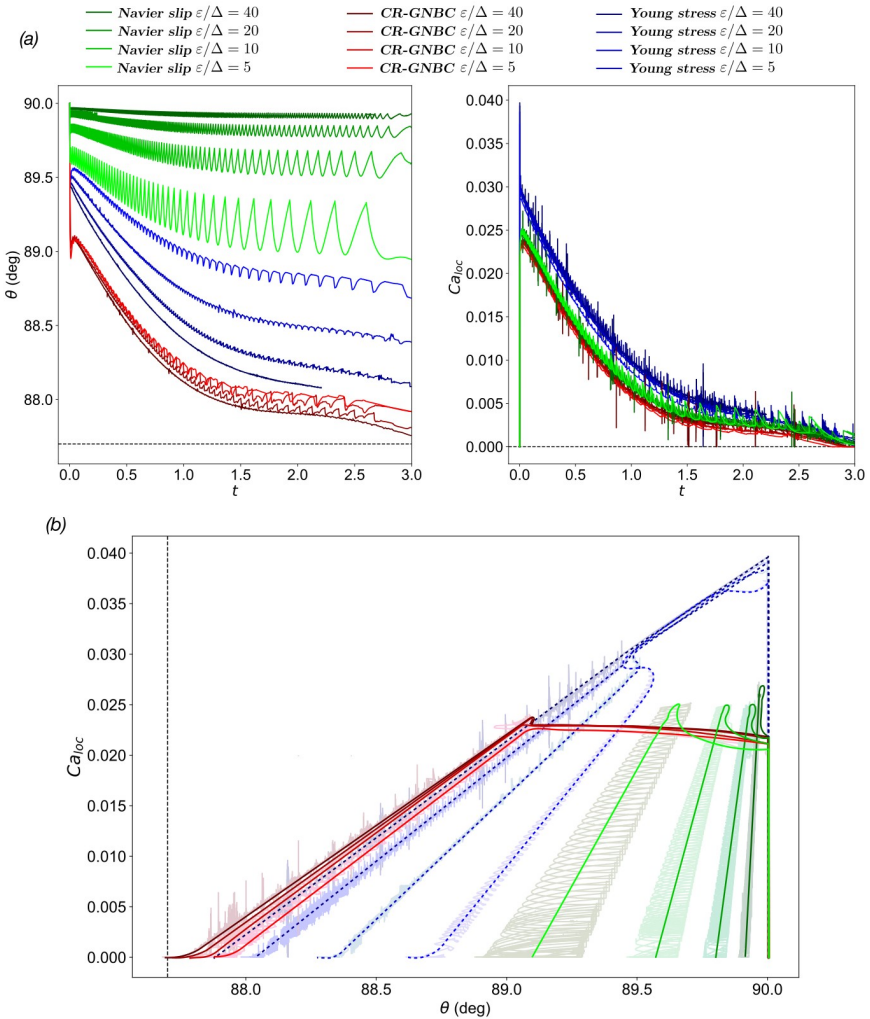 (a)
Navier slip ε/Δ = 40
Navier slip ε/Δ = 20
Navier slip ε/Δ = 10
Navier slip ε/Δ = 5
CR-GNBC ε/Δ = 40
CR-GNBC ε/Δ = 20
CR-GNBC ε/Δ = 10
CR-GNBC ε/Δ = 5
Young stress ε/Δ = 40
Young stress ε/Δ = 20
Young stress ε/Δ = 10
Young stress ε/Δ = 5
θ (deg)
90.0
89.5
89.0
88.5
88.0
0.0 0.5 1.0 1.5 2.0 2.5 3.0
t
Ca_loc
0.040
0.035
0.030
0.025
0.020
0.015
0.010
0.005
0.000
0.0 0.5 1.0 1.5 2.0 2.5 3.0
t
(b)
Ca_loc
0.040
0.035
0.030
0.025
0.020
0.015
0.010
0.005
0.000
88.0 88.5 89.0 89.5 90.0
θ (deg)